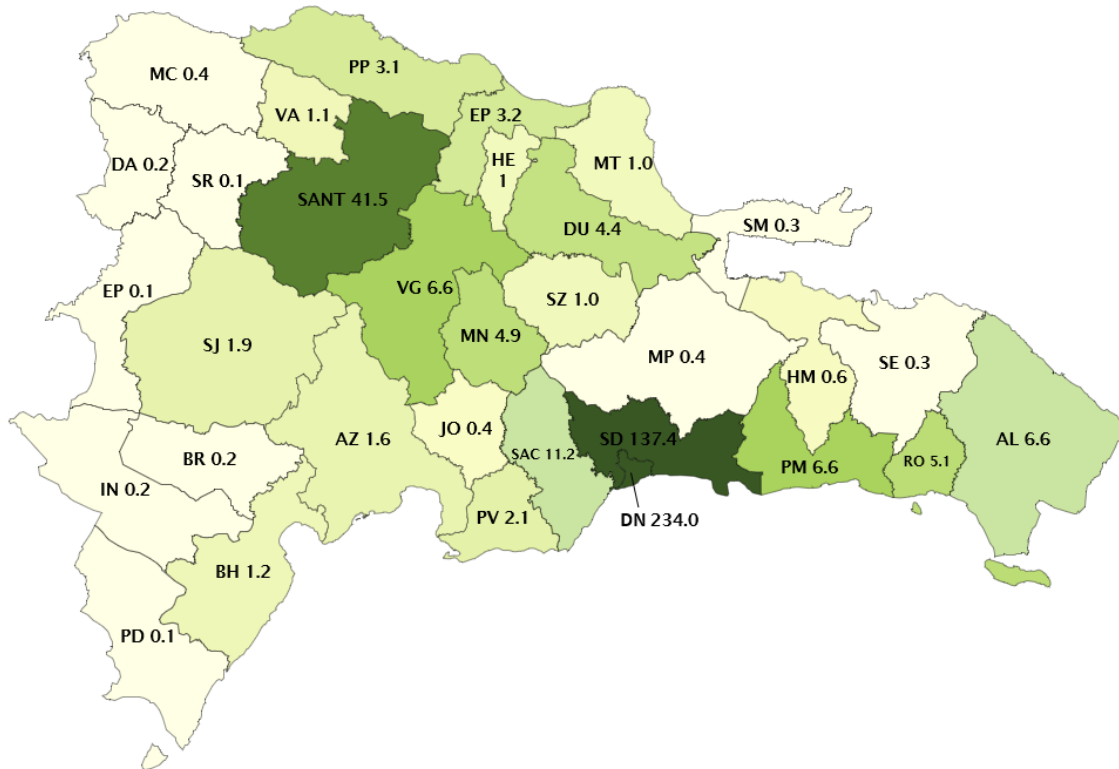 MC 0.4
PP 3.1
VA 1.1
EP 3.2
DA 0.2
SR 0.1
HE
1
MT 1.0
SANT 41.5
SM 0.3
DU 4.4
EP 0.1
VG 6.6
SZ 1.0
SJ 1.9
MN 4.9
MP 0.4
SE 0.3
HM 0.6
JO 0.4
AZ 1.6
SD 137.4
AL 6.6
BR 0.2
SAC 11.2
PM 6.6
RO 5.1
IN 0.2
PV 2.1
DN 234.0
BH 1.2
PD 0.1